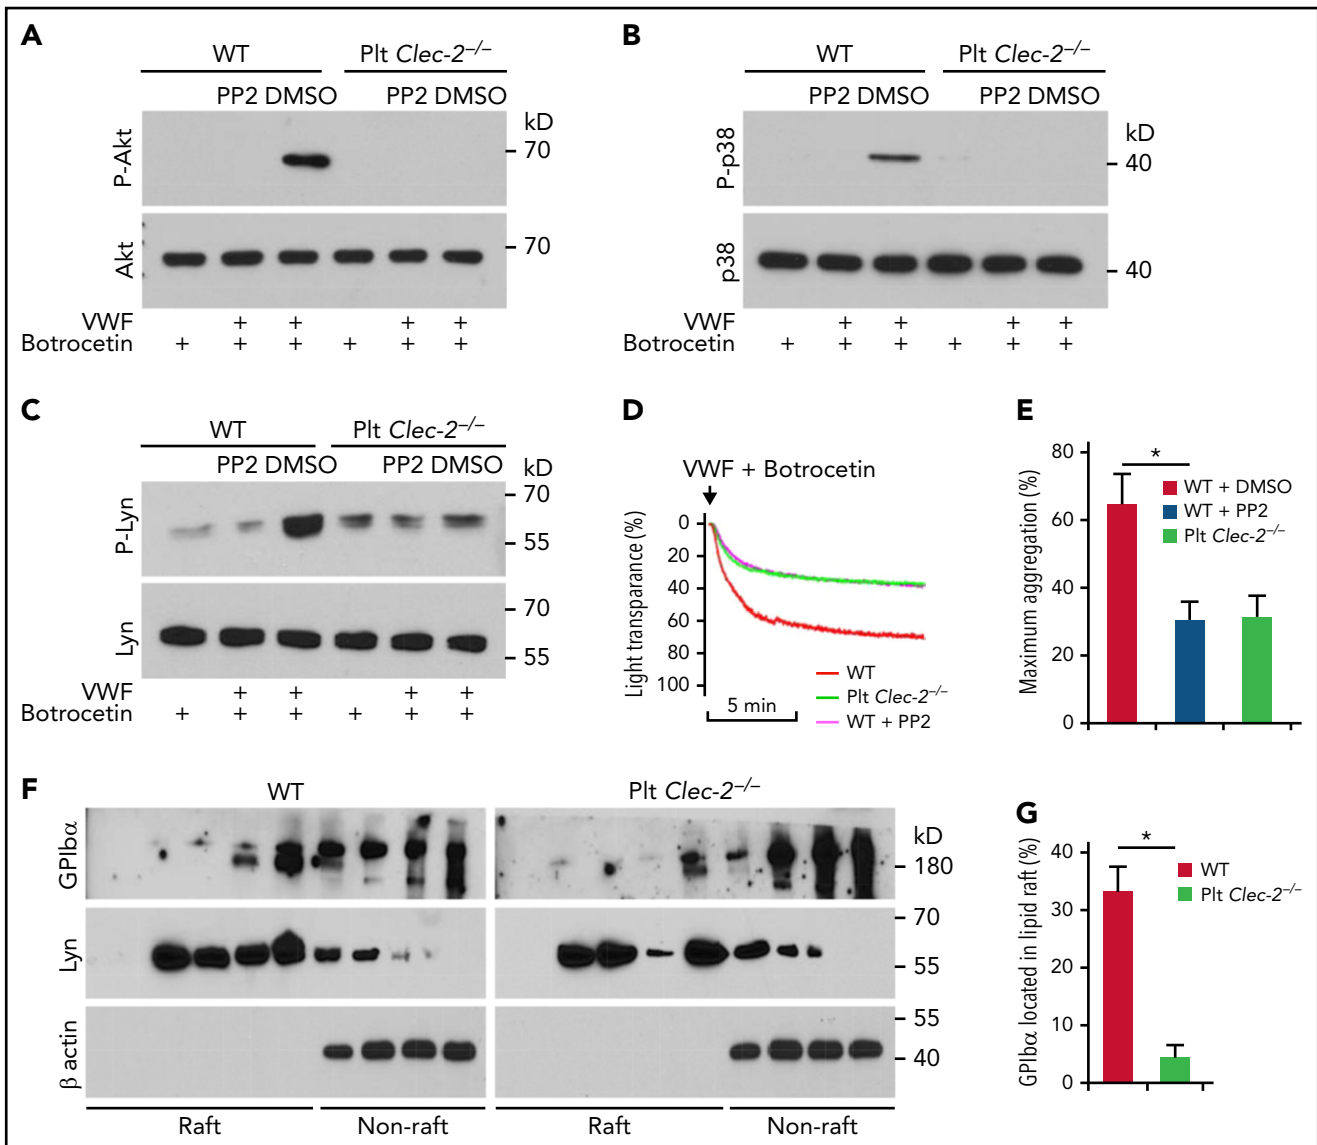 A
WT Plt Clec-2–/–
PP2 DMSO PP2 DMSO
kD
P-Akt
70
Akt
70
VWF + + + +
Botrocetin + + + + + +
B
WT Plt Clec-2–/–
PP2 DMSO PP2 DMSO
kD
P-p38
40
p38
40
VWF + + + +
Botrocetin + + + + + +
C
WT Plt Clec-2–/–
PP2 DMSO PP2 DMSO kD
P-Lyn
70
55
Lyn
70
55
VWF + + + +
Botrocetin + + + + + +
D
VWF + Botrocetin
Light transparance (%)
0
20
40
60
80
100
WT
Plt Clec-2–/–
WT + PP2
5 min
E
Maximum aggregation (%)
80
60
40
20
0
*
WT + DMSO
WT + PP2
Plt Clec-2–/–
F
WT Plt Clec-2–/–
GPIbα
kD
180
Lyn
70
55
β actin
55
40
Raft Non-raft Raft Non-raft
G
GPIbα located in lipid raft (%)
40
30
20
10
0
*
WT
Plt Clec-2–/–